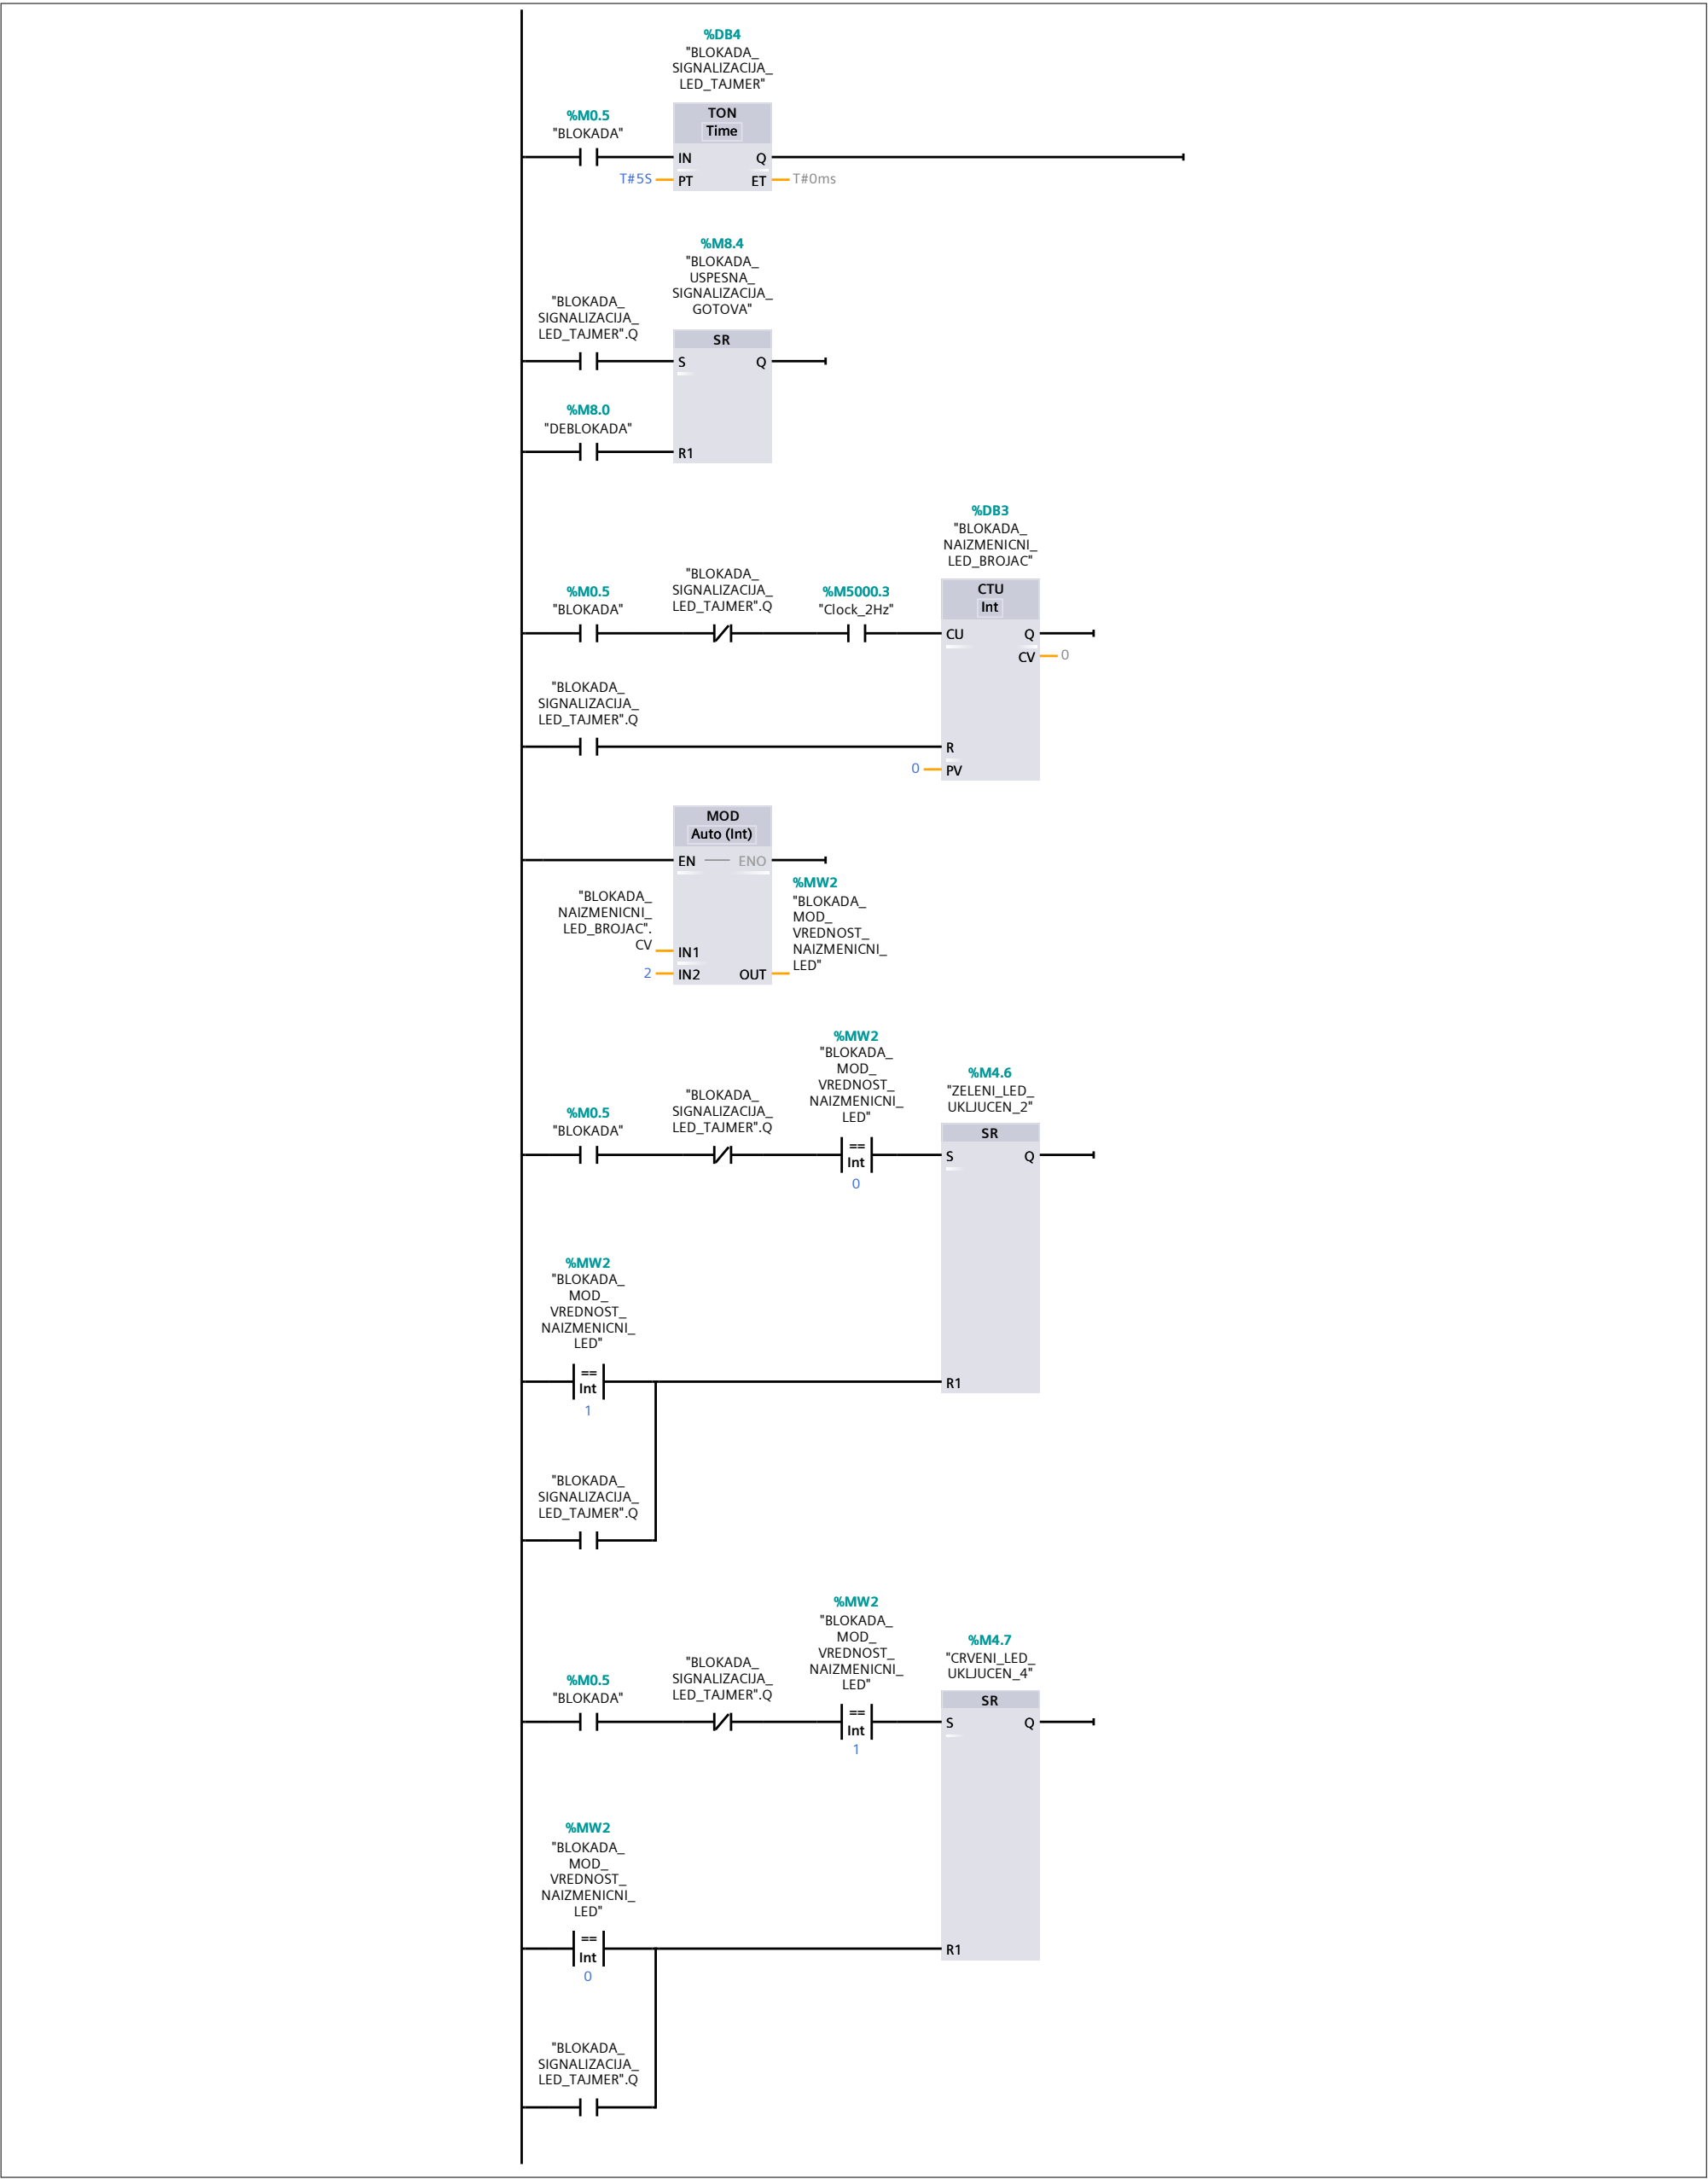 %DB4
"BLOKADA_
SIGNALIZACIJA_
LED_TAJMER"
%M0.5
"BLOKADA"
TON
Time
IN
Q
T#5S
PT
ET
T#0ms
%M8.4
"BLOKADA_
USPESNA_
SIGNALIZACIJA_
GOTOVA"
"BLOKADA_
SIGNALIZACIJA_
LED_TAJMER".Q
SR
S
Q
%M8.0
"DEBLOKADA"
R1
%DB3
"BLOKADA_
NAIZMENICNI_
LED_BROJAC"
%M0.5
"BLOKADA"
"BLOKADA_
SIGNALIZACIJA_
LED_TAJMER".Q
%M5000.3
"Clock_2Hz"
CTU
Int
CU
Q
CV
0
"BLOKADA_
SIGNALIZACIJA_
LED_TAJMER".Q
R
0
PV
MOD
Auto (Int)
EN
ENO
"BLOKADA_
NAIZMENICNI_
LED_BROJAC".
CV
IN1
2
IN2
OUT
%MW2
"BLOKADA_
MOD_
VREDNOST_
NAIZMENICNI_
LED"
%M0.5
"BLOKADA"
"BLOKADA_
SIGNALIZACIJA_
LED_TAJMER".Q
%MW2
"BLOKADA_
MOD_
VREDNOST_
NAIZMENICNI_
LED"
==
Int
0
%M4.6
"ZELENI_LED_
UKLJUCEN_2"
SR
S
Q
%MW2
"BLOKADA_
MOD_
VREDNOST_
NAIZMENICNI_
LED"
==
Int
1
R1
"BLOKADA_
SIGNALIZACIJA_
LED_TAJMER".Q
%M0.5
"BLOKADA"
"BLOKADA_
SIGNALIZACIJA_
LED_TAJMER".Q
%MW2
"BLOKADA_
MOD_
VREDNOST_
NAIZMENICNI_
LED"
==
Int
1
%M4.7
"CRVENI_LED_
UKLJUCEN_4"
SR
S
Q
%MW2
"BLOKADA_
MOD_
VREDNOST_
NAIZMENICNI_
LED"
==
Int
0
R1
"BLOKADA_
SIGNALIZACIJA_
LED_TAJMER".Q